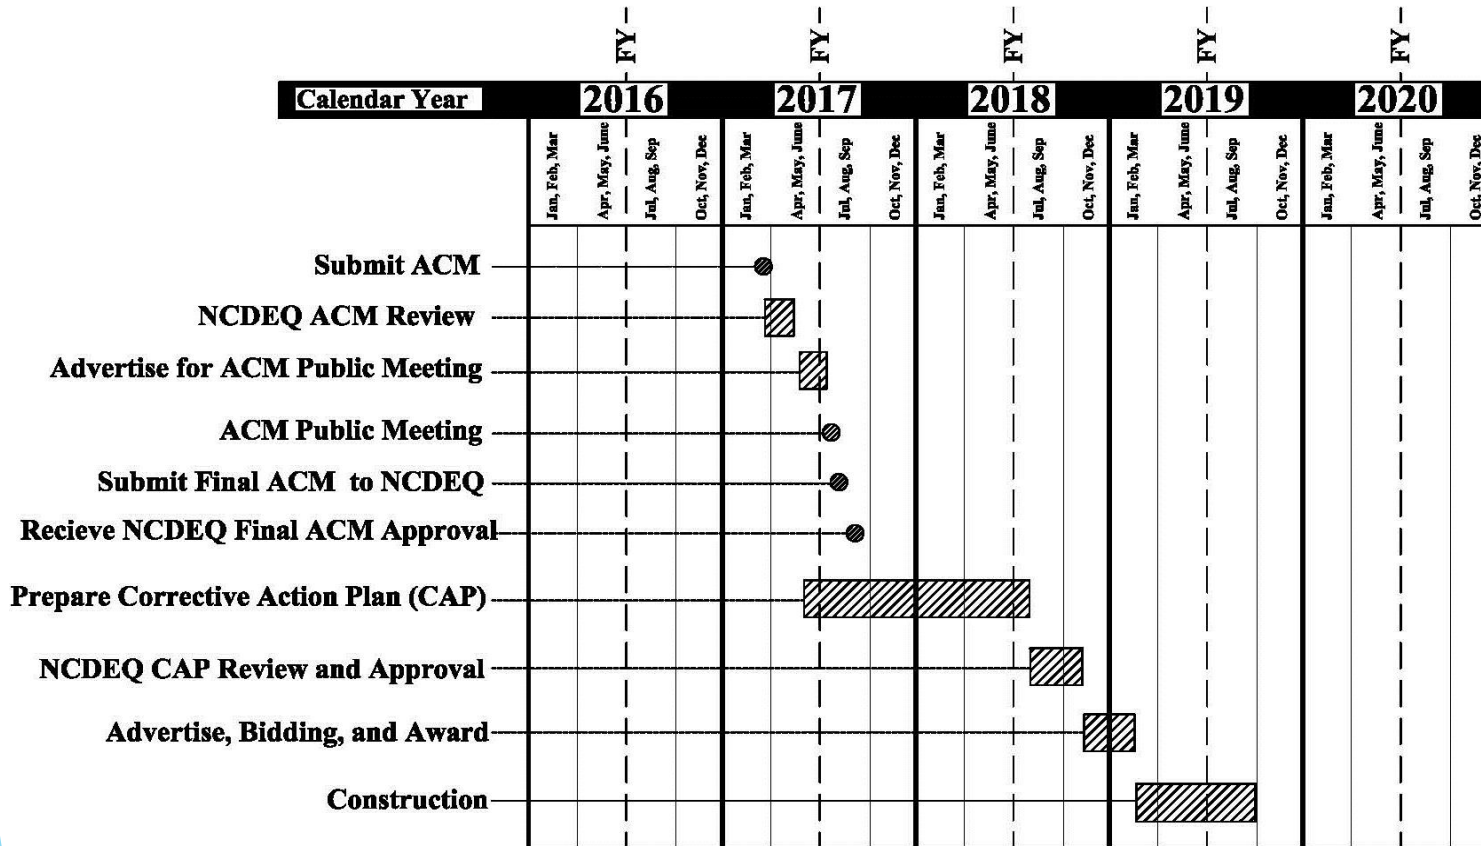 FY FY FY FY FY
Calendar Year 2016 2017 2018 2019 2020
Jan, Feb, Mar Apr, May, June Jul, Aug, Sep Oct, Nov, Dec Jan, Feb, Mar Apr, May, June Jul, Aug, Sep Oct, Nov, Dec Jan, Feb, Mar Apr, May, June Jul, Aug, Sep Oct, Nov, Dec Jan, Feb, Mar Apr, May, June Jul, Aug, Sep Oct, Nov, Dec Jan, Feb, Mar Apr, May, June Jul, Aug, Sep Oct, Nov, Dec
Submit ACM
NCDEQ ACM Review
Advertise for ACM Public Meeting
ACM Public Meeting
Submit Final ACM to NCDEQ
Recieve NCDEQ Final ACM Approval
Prepare Corrective Action Plan (CAP)
NCDEQ CAP Review and Approval
Advertise, Bidding, and Award
Construction